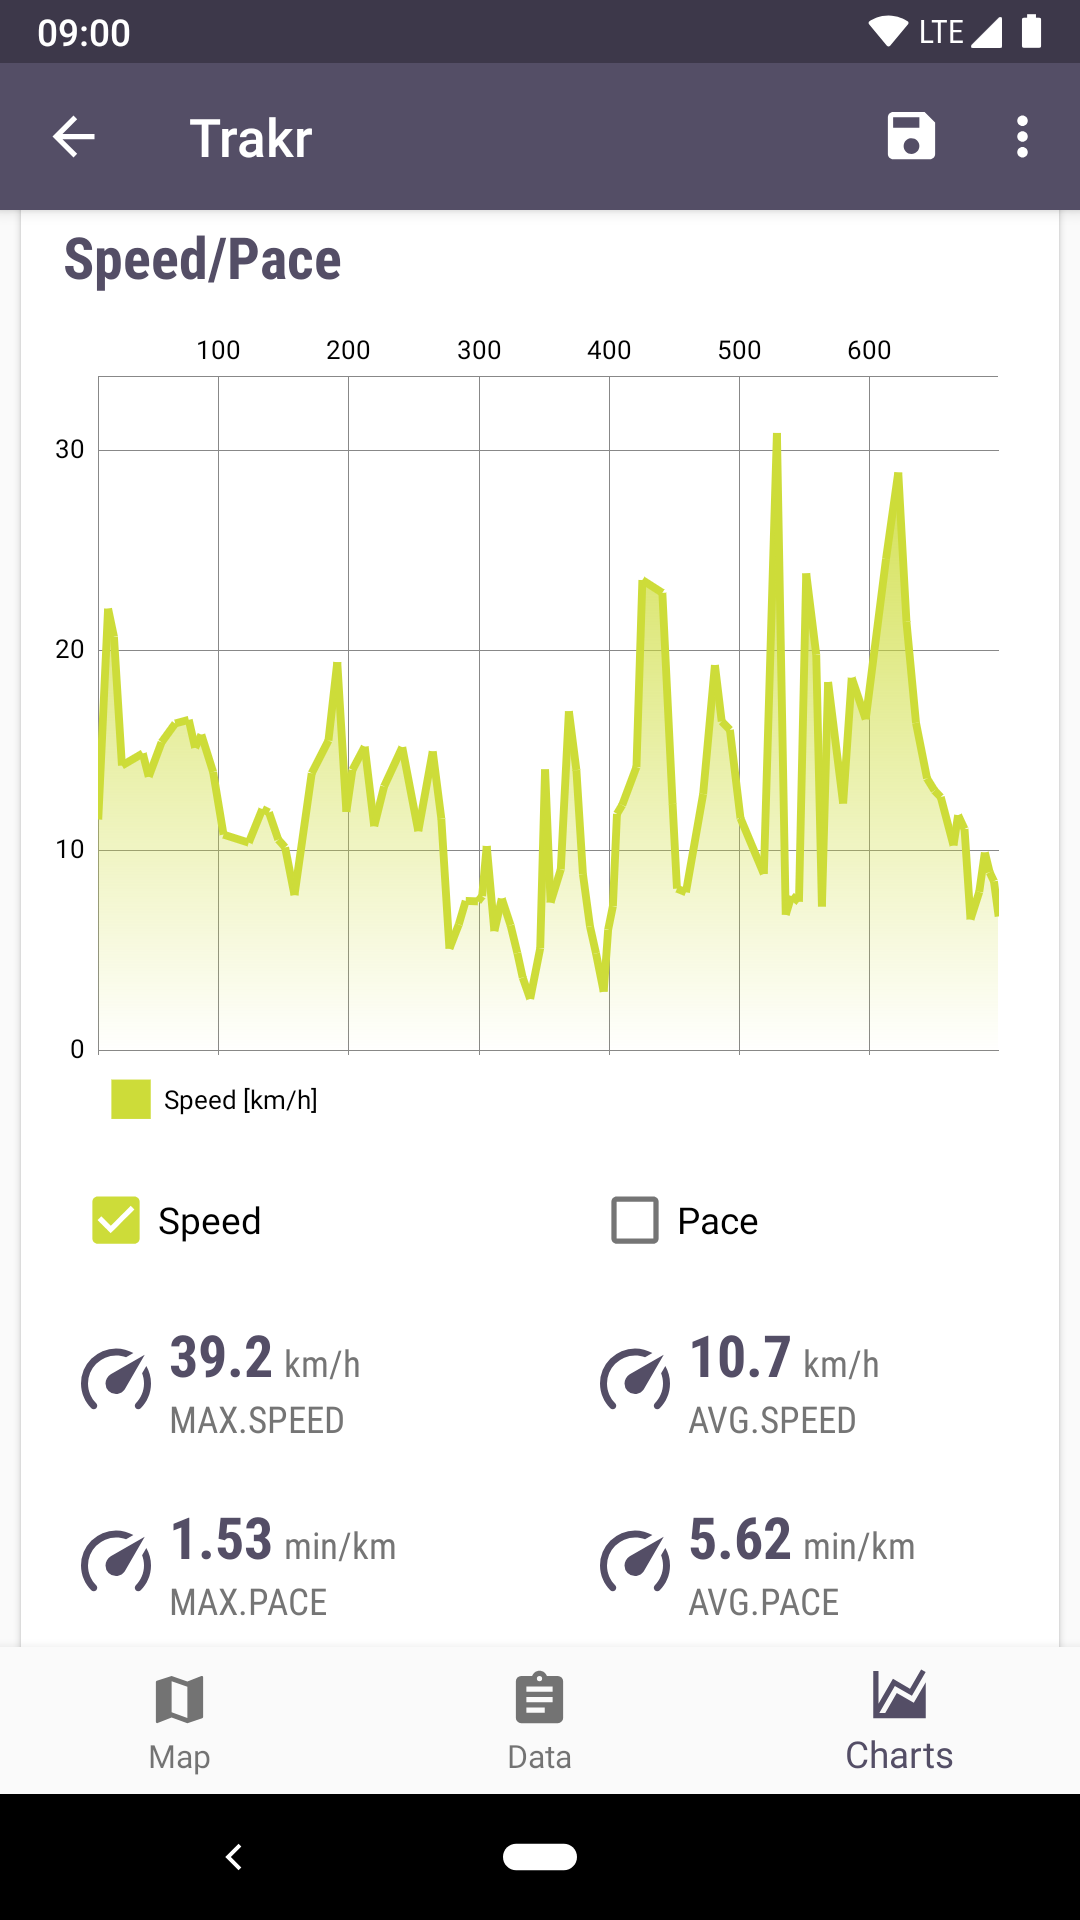 09:00 LTE
Trakr
Speed/Pace
100 200 300 400 500 600
30
20
10
0
Speed [km/h]
Speed Pace
39.2 km/h 10.7 km/h
MAX.SPEED AVG.SPEED
1.53 min/km 5.62 min/km
MAX.PACE AVG.PACE
Map Data Charts